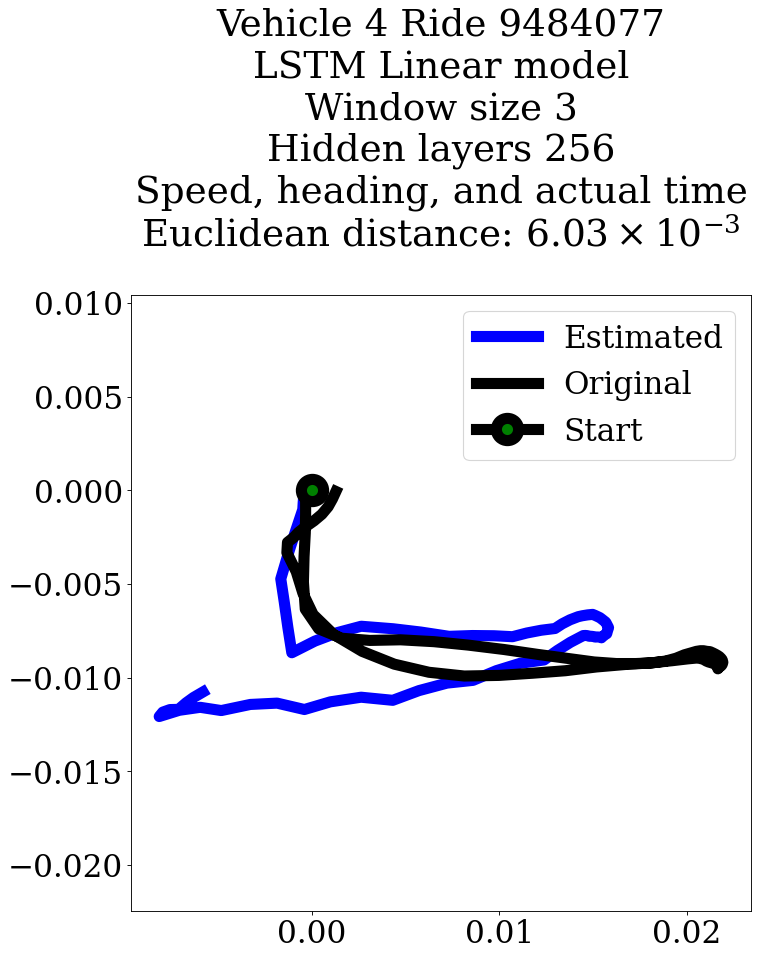 Vehicle 4 Ride 9484077
LSTM Linear model
Window size 3
Hidden layers 256
Speed, heading, and actual time
Euclidean distance: 6.03 × 10⁻³
Estimated
Original
Start
0.010
0.005
0.000
−0.005
−0.010
−0.015
−0.020
0.00 0.01 0.02